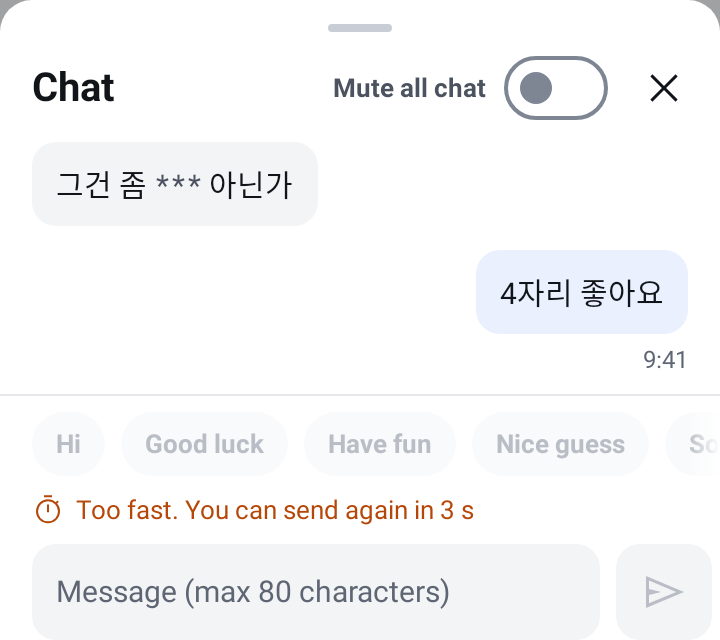 Chat
Mute all chat
그건 좀 *** 아닌가
4자리 좋아요
9:41
Hi
Good luck
Have fun
Nice guess
Too fast. You can send again in 3 s
Message (max 80 characters)